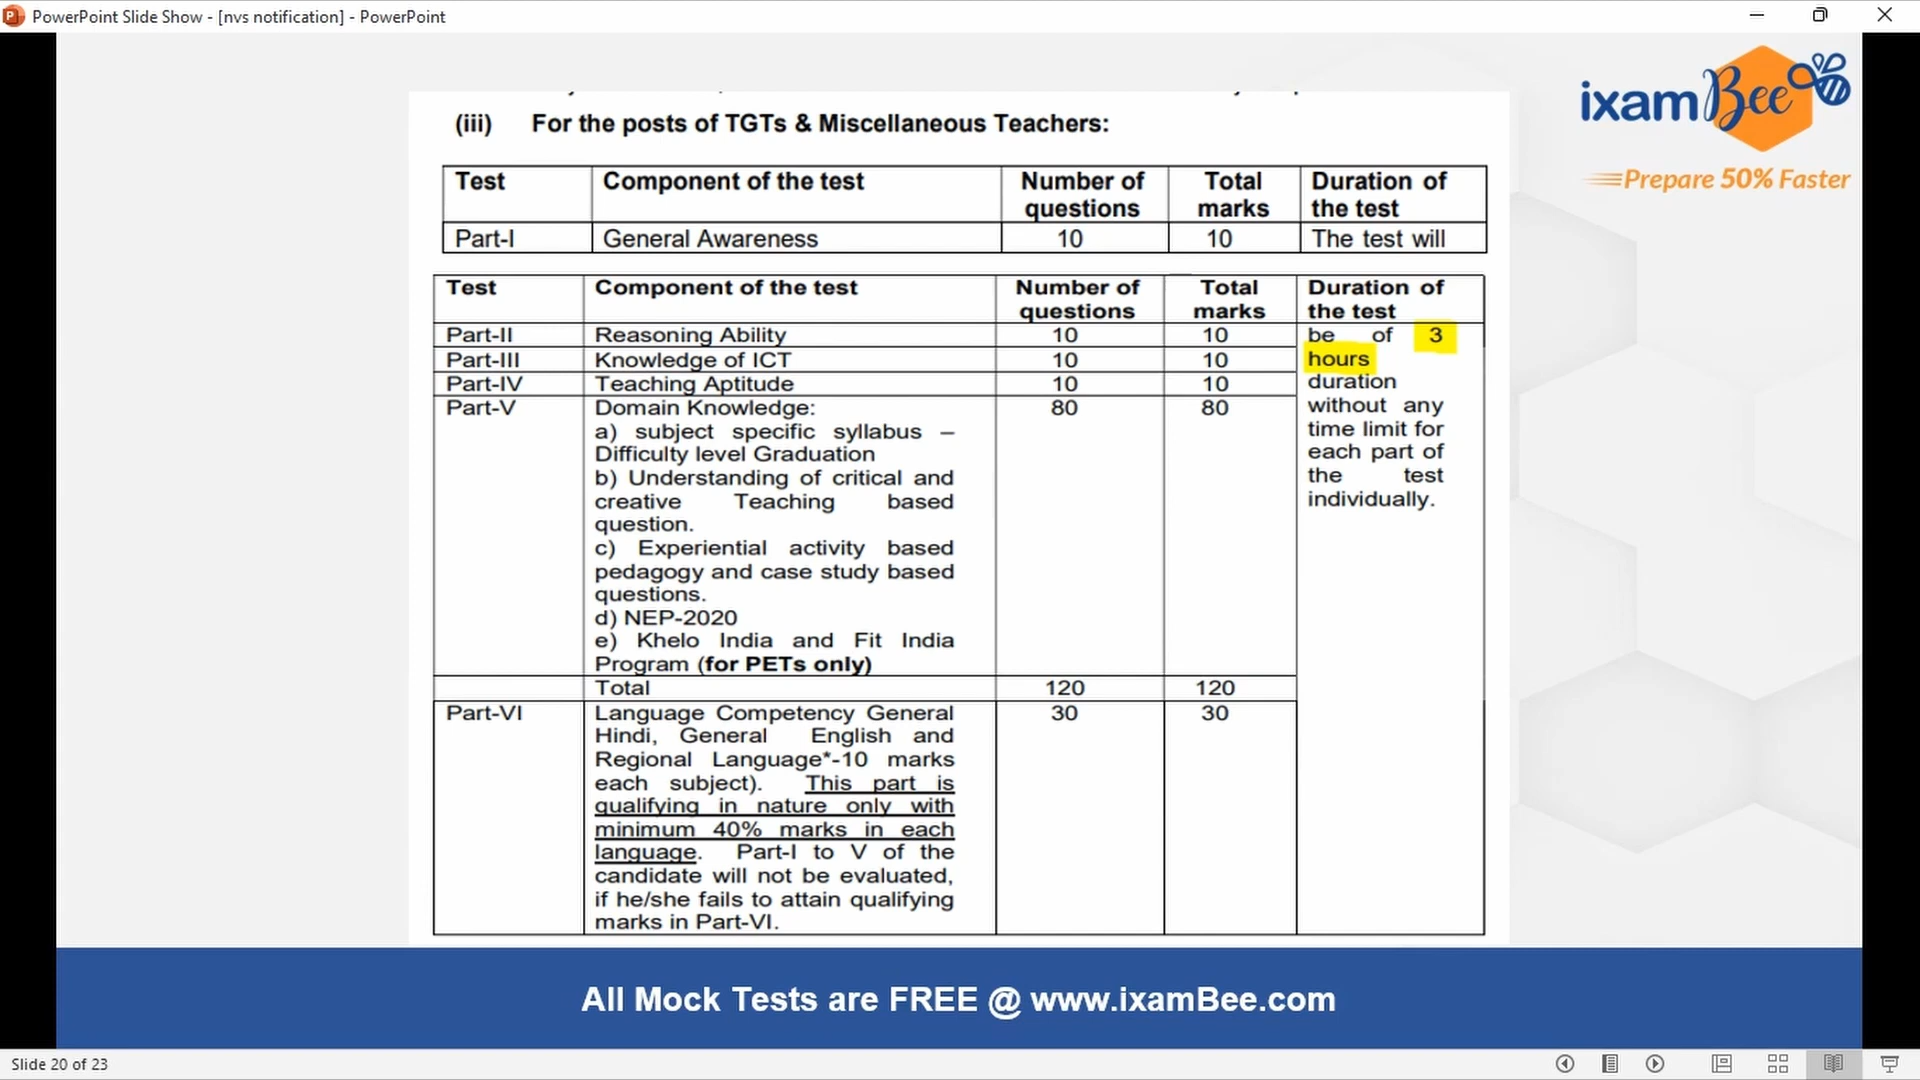 PowerPoint Slide Show - [nvs notification] - PowerPoint
ixamBee
Prepare 50% Faster
(iii) For the posts of TGTs & Miscellaneous Teachers:
Test Component of the test Number of questions Total marks Duration of the test
Part-I General Awareness 10 10 The test will
Test Component of the test Number of questions Total marks Duration of the test
Part-II Reasoning Ability 10 10 be of 3
Part-III Knowledge of ICT 10 10 hours
Part-IV Teaching Aptitude 10 10 duration
Part-V Domain Knowledge: 80 80 without any
a) subject specific syllabus – time limit for
Difficulty level Graduation each part of
b) Understanding of critical and the test
creative Teaching based individually.
question.
c) Experiential activity based
pedagogy and case study based
questions.
d) NEP-2020
e) Khelo India and Fit India
Program (for PETs only)
Total 120 120
Part-VI Language Competency General 30 30
Hindi, General English and
Regional Language*-10 marks
each subject). This part is
qualifying in nature only with
minimum 40% marks in each
language. Part-I to V of the
candidate will not be evaluated,
if he/she fails to attain qualifying
marks in Part-VI.
All Mock Tests are FREE @ www.ixamBee.com
Slide 20 of 23